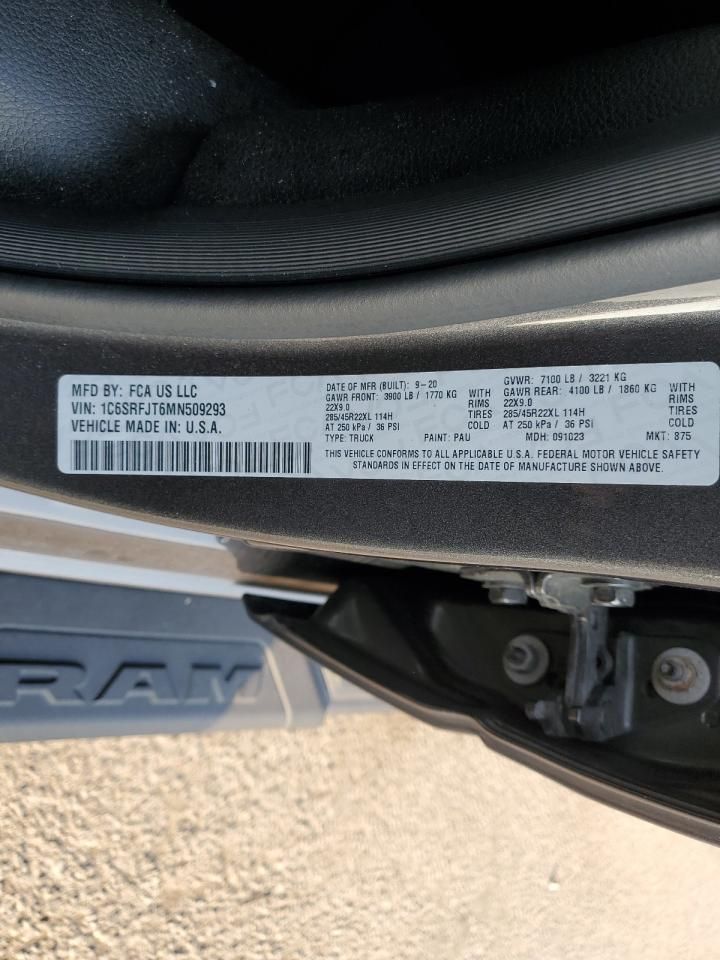 MFD BY: FCA US LLC
VIN: 1C6SRFJT6MN509293
VEHICLE MADE IN: U.S.A.
DATE OF MFR (BUILT): 9-20
GAWR FRONT: 3900 LB / 1770 KG WITH
22X9.0 RIMS
285/45R22XL 114H TIRES
AT 250 kPa / 36 PSI COLD
TYPE: TRUCK PAINT: PAU
GVWR: 7100 LB / 3221 KG
GAWR REAR: 4100 LB / 1860 KG WITH
22X9.0 RIMS
285/45R22XL 114H TIRES
AT 250 kPa / 36 PSI COLD
MDH: 091023 MKT: 875
THIS VEHICLE CONFORMS TO ALL APPLICABLE U.S.A. FEDERAL MOTOR VEHICLE SAFETY
STANDARDS IN EFFECT ON THE DATE OF MANUFACTURE SHOWN ABOVE.
RAM